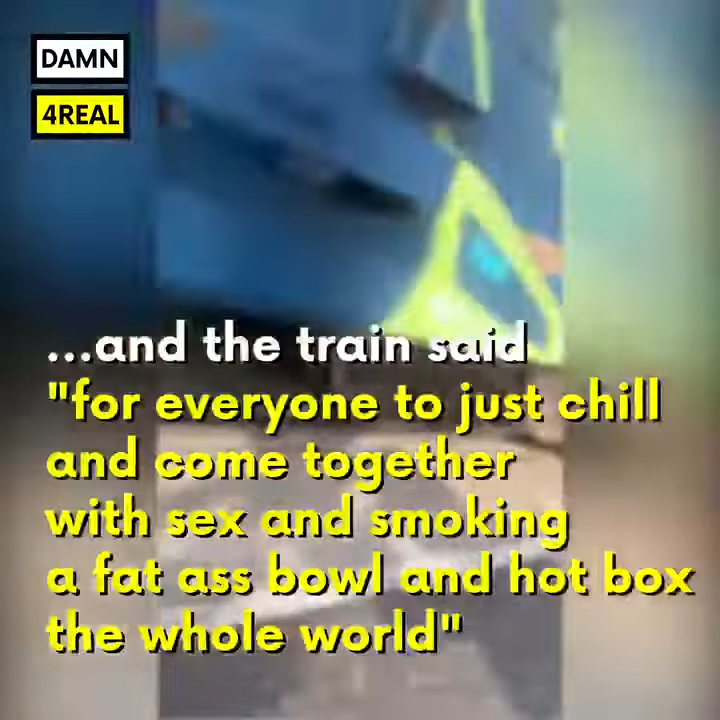 DAMN
4REAL
...and the train said
"for everyone to just chill
and come together
with sex and smoking
a fat ass bowl and hot box
the whole world"